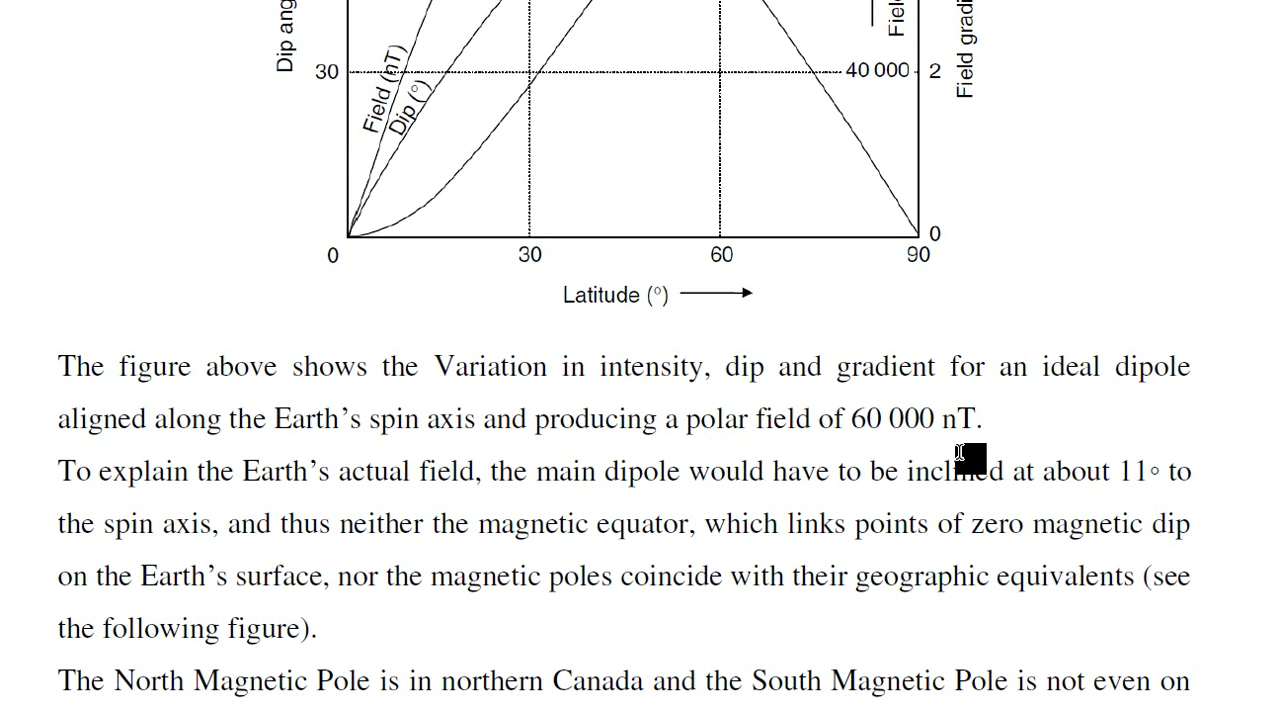 Dip ang
Field (nT)
Dip (°)
30
40 000
2
Fiel
Field gradi
0
0
30
60
90
Latitude (°)
The figure above shows the Variation in intensity, dip and gradient for an ideal dipole
aligned along the Earth’s spin axis and producing a polar field of 60 000 nT.
To explain the Earth’s actual field, the main dipole would have to be inclined at about 11° to
the spin axis, and thus neither the magnetic equator, which links points of zero magnetic dip
on the Earth’s surface, nor the magnetic poles coincide with their geographic equivalents (see
the following figure).
The North Magnetic Pole is in northern Canada and the South Magnetic Pole is not even on